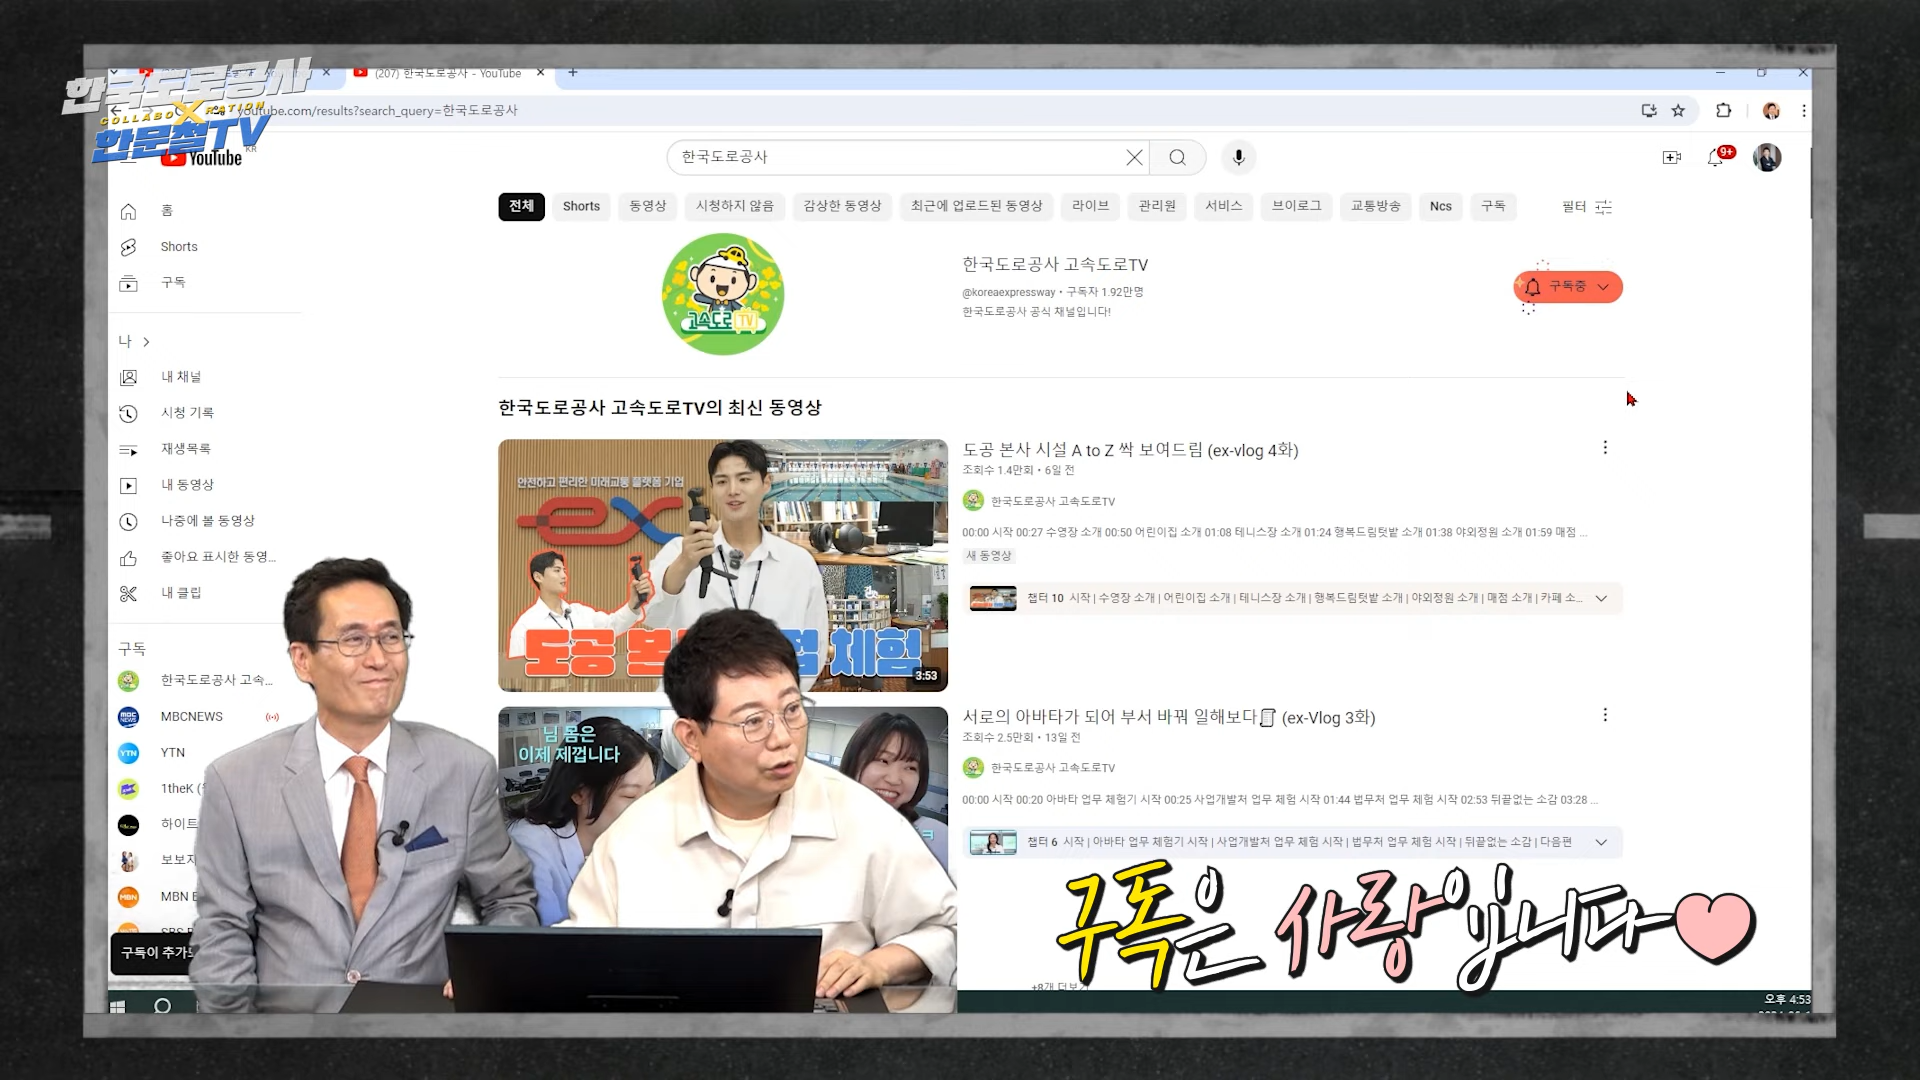 한국도로공사
COLLABORATION
한문철TV
(207) 한국도로공사 - YouTube
youtube.com/results?search_query=한국도로공사
YouTube KR
한국도로공사
9+
전체
Shorts
동영상
시청하지 않음
감상한 동영상
최근에 업로드된 동영상
라이브
관리원
서비스
브이로그
교통방송
Ncs
구독
필터
홈
Shorts
구독
나
내 채널
시청 기록
재생목록
내 동영상
나중에 볼 동영상
좋아요 표시한 동영...
내 클립
구독
한국도로공사 고속...
MBCNEWS
YTN
1theK
하이트
보보
MBN
구독이 추가
고속도로TV
한국도로공사 고속도로TV
@koreaexpressway • 구독자 1.92만명
한국도로공사 공식 채널입니다!
구독중
한국도로공사 고속도로TV의 최신 동영상
안전하고 편리한 미래교통 플랫폼 기업
ex
도공 본 체험
3:53
도공 본사 시설 A to Z 싹 보여드림 (ex-vlog 4화)
조회수 1.4만회 • 6일 전
한국도로공사 고속도로TV
00:00 시작 00:27 수영장 소개 00:50 어린이집 소개 01:08 테니스장 소개 01:24 행복드림텃밭 소개 01:38 야외정원 소개 01:59 매점 ...
새 동영상
챕터 10 시작 | 수영장 소개 | 어린이집 소개 | 테니스장 소개 | 행복드림텃밭 소개 | 야외정원 소개 | 매점 소개 | 카페 소...
님 몸은
이제 제껍니다
서로의 아바타가 되어 부서 바꿔 일해보다 (ex-Vlog 3화)
조회수 2.5만회 • 13일 전
한국도로공사 고속도로TV
00:00 시작 00:20 아바타 업무 체험기 시작 00:25 사업개발처 업무 체험 시작 01:44 법무처 업무 체험 시작 02:53 뒤끝없는 소감 03:28 ...
챕터 6 시작 | 아바타 업무 체험기 시작 | 사업개발처 업무 체험 시작 | 법무처 업무 체험 시작 | 뒤끝없는 소감 | 다음편
구독은 사랑입니다♥
+8개 더보기
오후 4:53